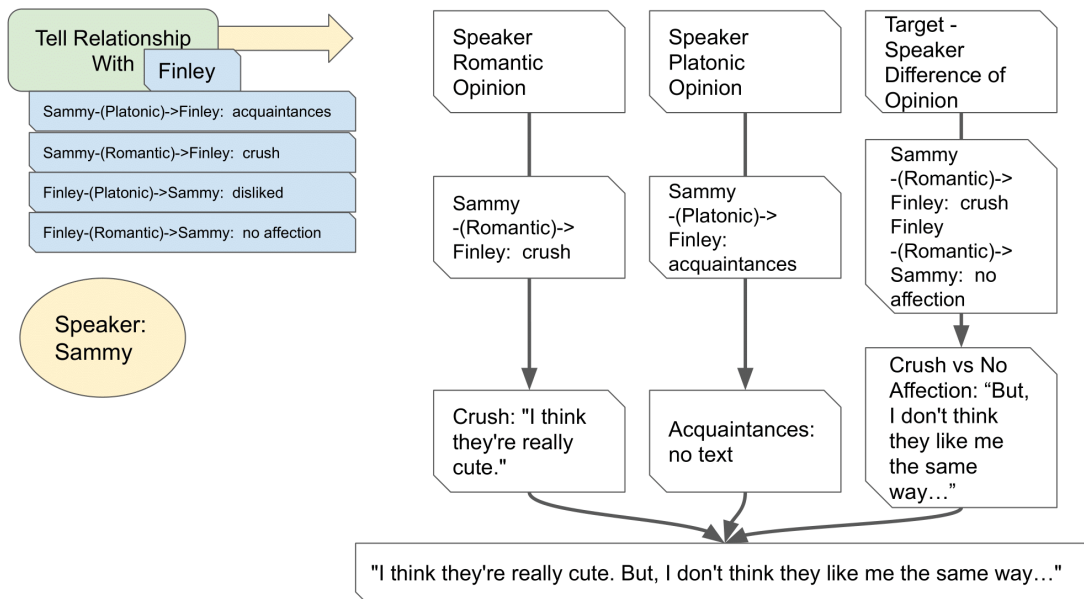 Tell Relationship
With
Finley
Sammy-(Platonic)->Finley:  acquaintances
Sammy-(Romantic)->Finley:  crush
Finley-(Platonic)->Sammy:  disliked
Finley-(Romantic)->Sammy:  no affection
Speaker:
Sammy
Speaker
Romantic
Opinion
Sammy
-(Romantic)->
Finley:  crush
Crush: "I think
they're really
cute."
Speaker
Platonic
Opinion
Sammy
-(Platonic)->
Finley:
acquaintances
Acquaintances:
no text
Target -
Speaker
Difference of
Opinion
Sammy
-(Romantic)->
Finley:  crush
Finley
-(Romantic)->
Sammy:  no
affection
Crush vs No
Affection: “But,
I don't think
they like me
the same
way…”
"I think they're really cute. But, I don't think they like me the same way…"